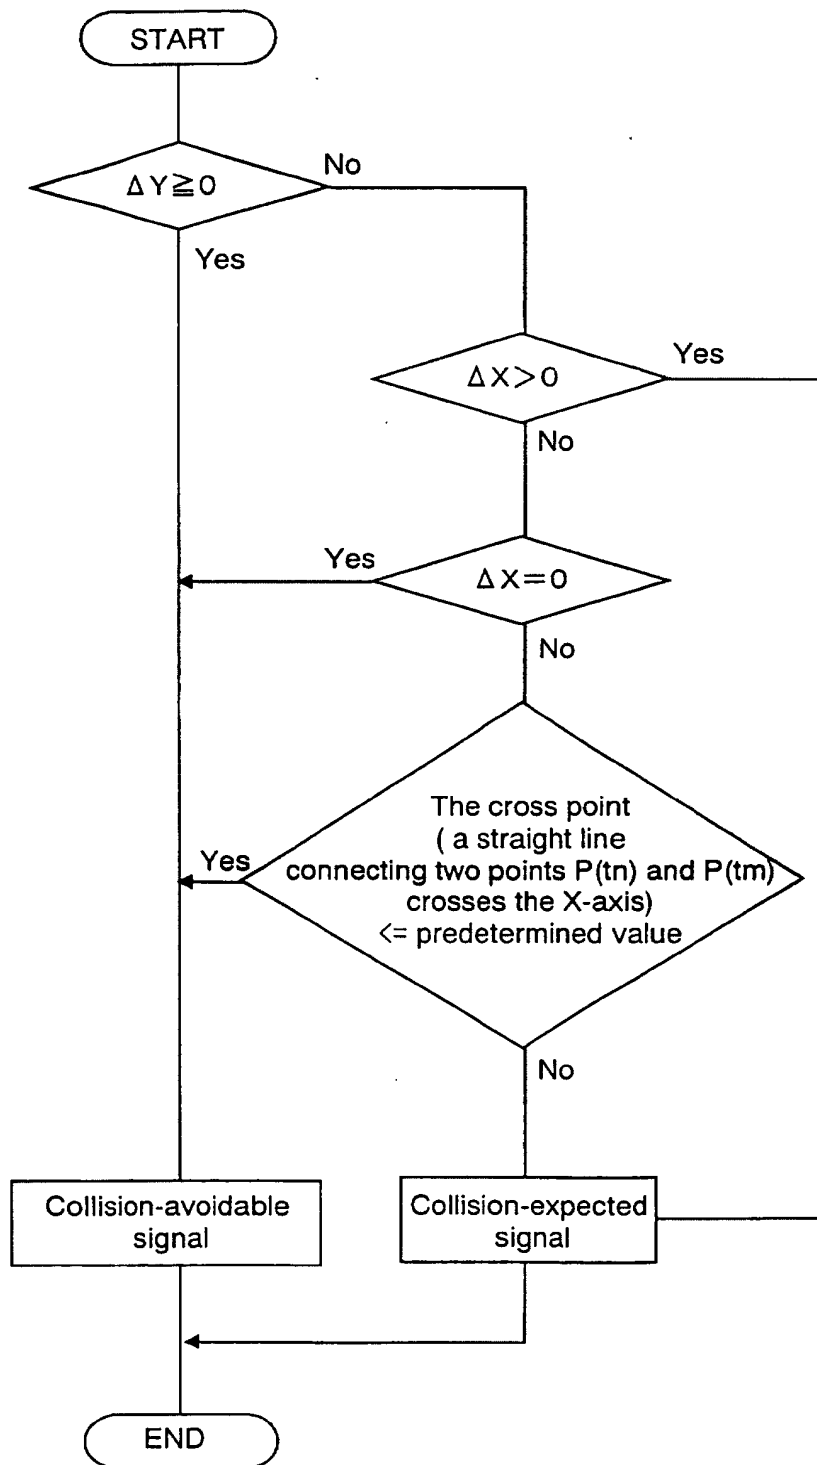 START
ΔY≧0
No
Yes
ΔX>0
Yes
No
ΔX=0
Yes
No
The cross point
( a straight line
connecting two points P(tn) and P(tm)
crosses the X-axis)
<= predetermined value
Yes
No
Collision-avoidable
signal
Collision-expected
signal
END